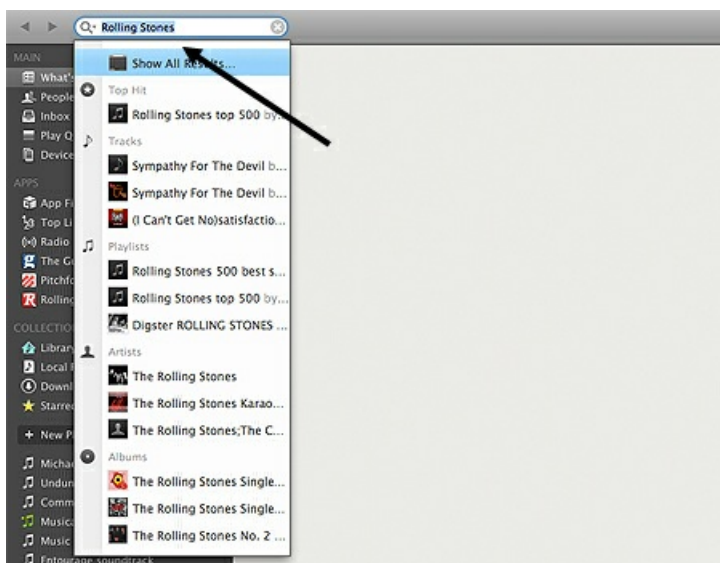 Rolling Stones
MAIN
What's
People
Inbox
Play Q
Device
APPS
App Fi
Top Li
Radio
The Gu
Pitchfo
Rolling
COLLECTIO
Library
Local F
Downl
Starred
New Pl
Michae
Undun
Comm
Musica
Music
Entourage soundtrack
Show All Results...
Top Hit
Rolling Stones top 500 by...
Tracks
Sympathy For The Devil b...
Sympathy For The Devil b...
(I Can't Get No)satisfactio...
Playlists
Rolling Stones 500 best s...
Rolling Stones top 500 by...
Digster ROLLING STONES ...
Artists
The Rolling Stones
The Rolling Stones Karao...
The Rolling Stones;The C...
Albums
The Rolling Stones Single...
The Rolling Stones Single...
The Rolling Stones No. 2 ...